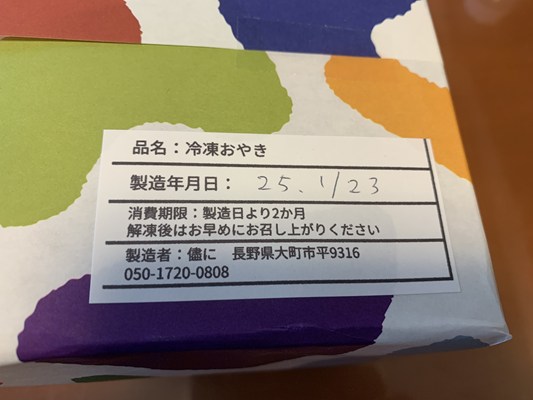 品名：冷凍おやき
製造年月日： 25. 1/23
消費期限：製造日より2か月
解凍後はお早めにお召し上がりください
製造者：儘に　長野県大町市平9316
050-1720-0808